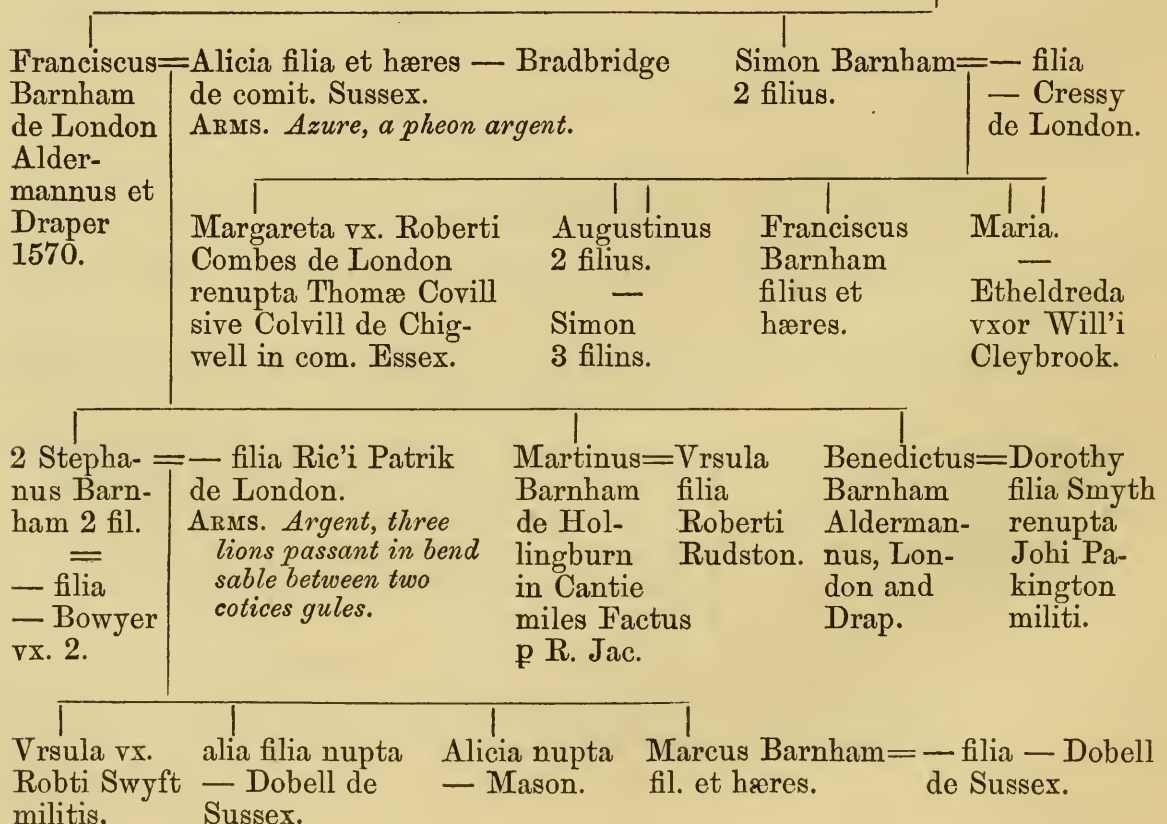 Franciscus=Alicia filia et hæres — Bradbridge
Barnham de comit. Sussex.
de London ARMS. Azure, a pheon argent.
Alder-
mannus et
Draper
1570.
Simon Barnham=— filia
2 filius. — Cressy
de London.
Margareta vx. Roberti
Combes de London
renupta Thomæ Covill
sive Colvill de Chig-
well in com. Essex.
Augustinus
2 filius.
—
Simon
3 filins.
Franciscus
Barnham
filius et
hæres.
Maria.
—
Etheldreda
vxor Will'i
Cleybrook.
2 Stepha- =— filia Ric'i Patrik
nus Barn- de London.
ham 2 fil. ARMS. Argent, three
= lions passant in bend
— filia sable between two
— Bowyer cotices gules.
vx. 2.
Martinus=Vrsula
Barnham filia
de Hol- Roberti
lingburn Rudston.
in Cantie
miles Factus
p R. Jac.
Benedictus=Dorothy
Barnham filia Smyth
Alderman- renupta
nus, Lon- Johi Pa-
don and kington
Drap. militi.
Vrsula vx.
Robti Swyft
militis.
alia filia nupta
— Dobell de
Sussex.
Alicia nupta
— Mason.
Marcus Barnham= — filia — Dobell
fil. et hæres. de Sussex.